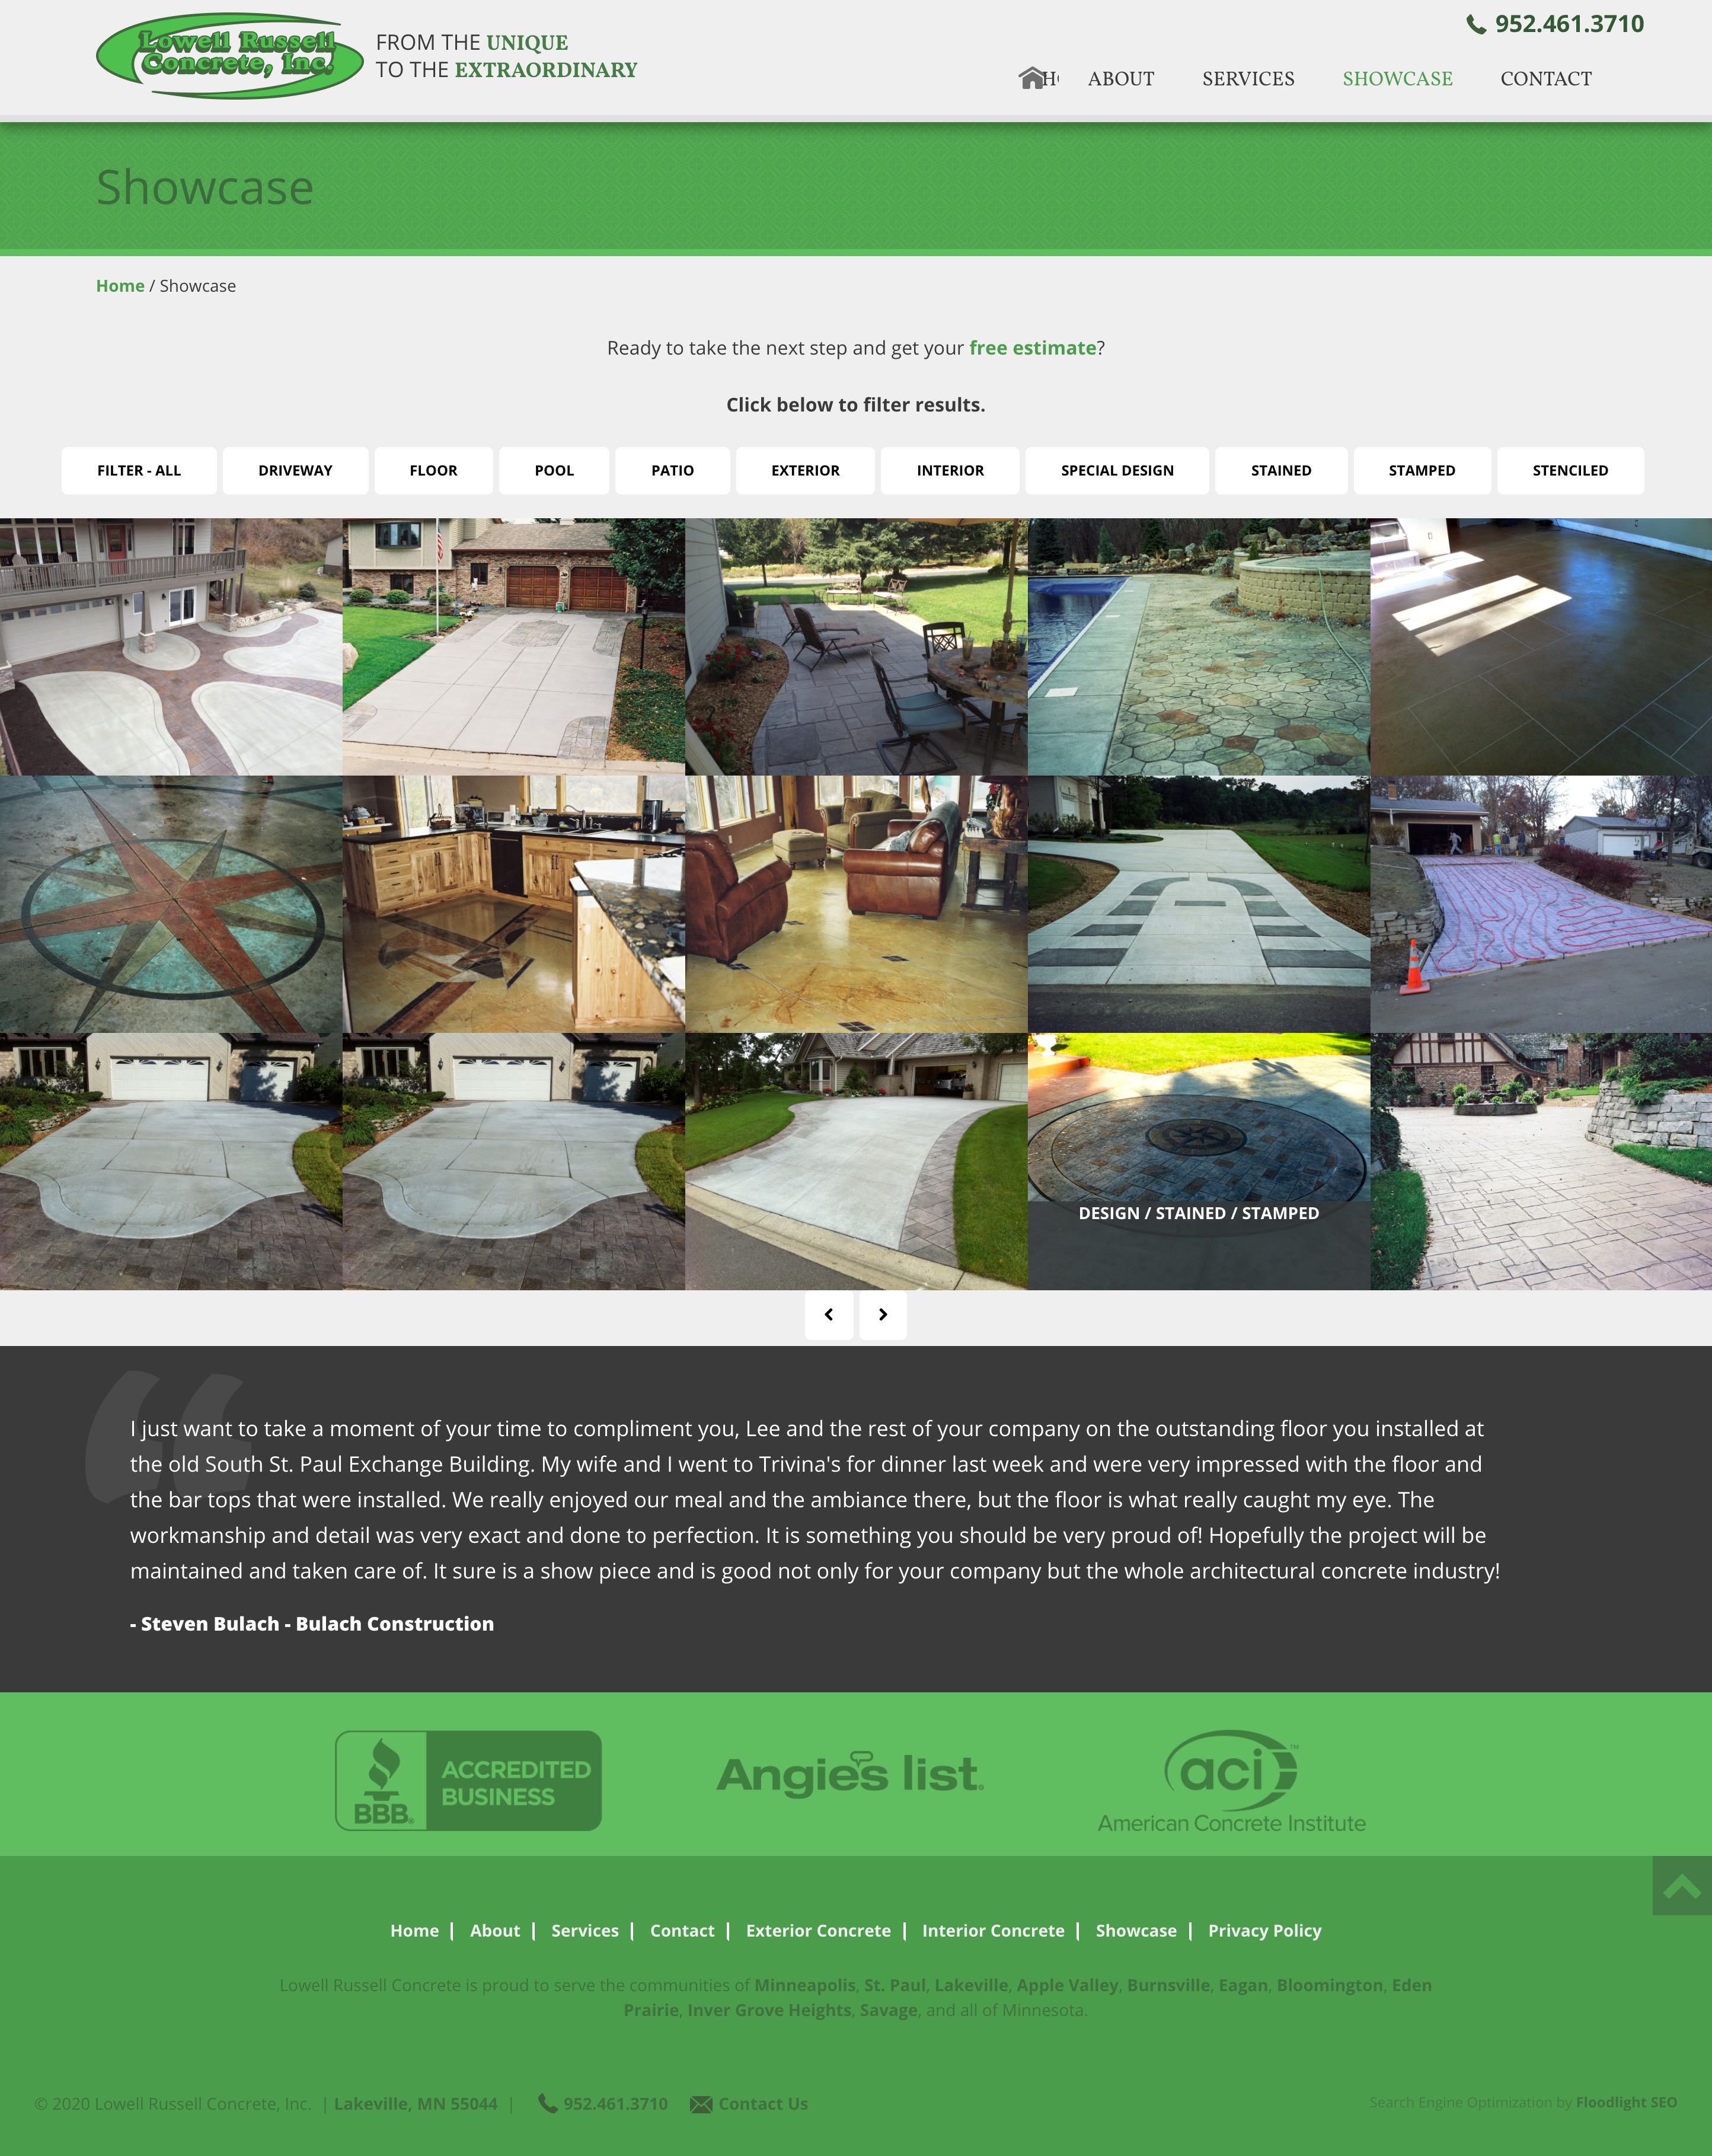 Lowell Russell
Concrete, Inc.
FROM THE UNIQUE
TO THE EXTRAORDINARY
952.461.3710
ABOUT
SERVICES
SHOWCASE
CONTACT
Showcase
Home / Showcase
Ready to take the next step and get your free estimate?
Click below to filter results.
FILTER - ALL
DRIVEWAY
FLOOR
POOL
PATIO
EXTERIOR
INTERIOR
SPECIAL DESIGN
STAINED
STAMPED
STENCILED
DESIGN / STAINED / STAMPED
I just want to take a moment of your time to compliment you, Lee and the rest of your company on the outstanding floor you installed at
the old South St. Paul Exchange Building. My wife and I went to Trivina's for dinner last week and were very impressed with the floor and
the bar tops that were installed. We really enjoyed our meal and the ambiance there, but the floor is what really caught my eye. The
workmanship and detail was very exact and done to perfection. It is something you should be very proud of! Hopefully the project will be
maintained and taken care of. It sure is a show piece and is good not only for your company but the whole architectural concrete industry!
- Steven Bulach - Bulach Construction
BBB.
ACCREDITED
BUSINESS
Angie's list.
aci™
American Concrete Institute
Home | About | Services | Contact | Exterior Concrete | Interior Concrete | Showcase | Privacy Policy
Lowell Russell Concrete is proud to serve the communities of Minneapolis, St. Paul, Lakeville, Apple Valley, Burnsville, Eagan, Bloomington, Eden
Prairie, Inver Grove Heights, Savage, and all of Minnesota.
© 2020 Lowell Russell Concrete, Inc. | Lakeville, MN 55044 | 952.461.3710 Contact Us
Search Engine Optimization by Floodlight SEO